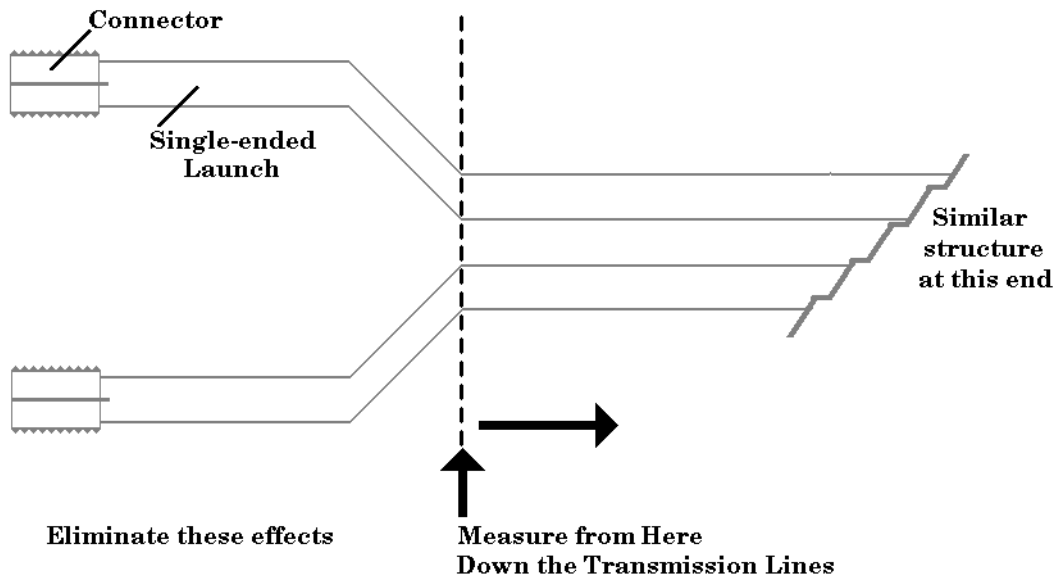 Connector
Single-ended
Launch
Similar
structure
at this end
Eliminate these effects
Measure from Here
Down the Transmission Lines